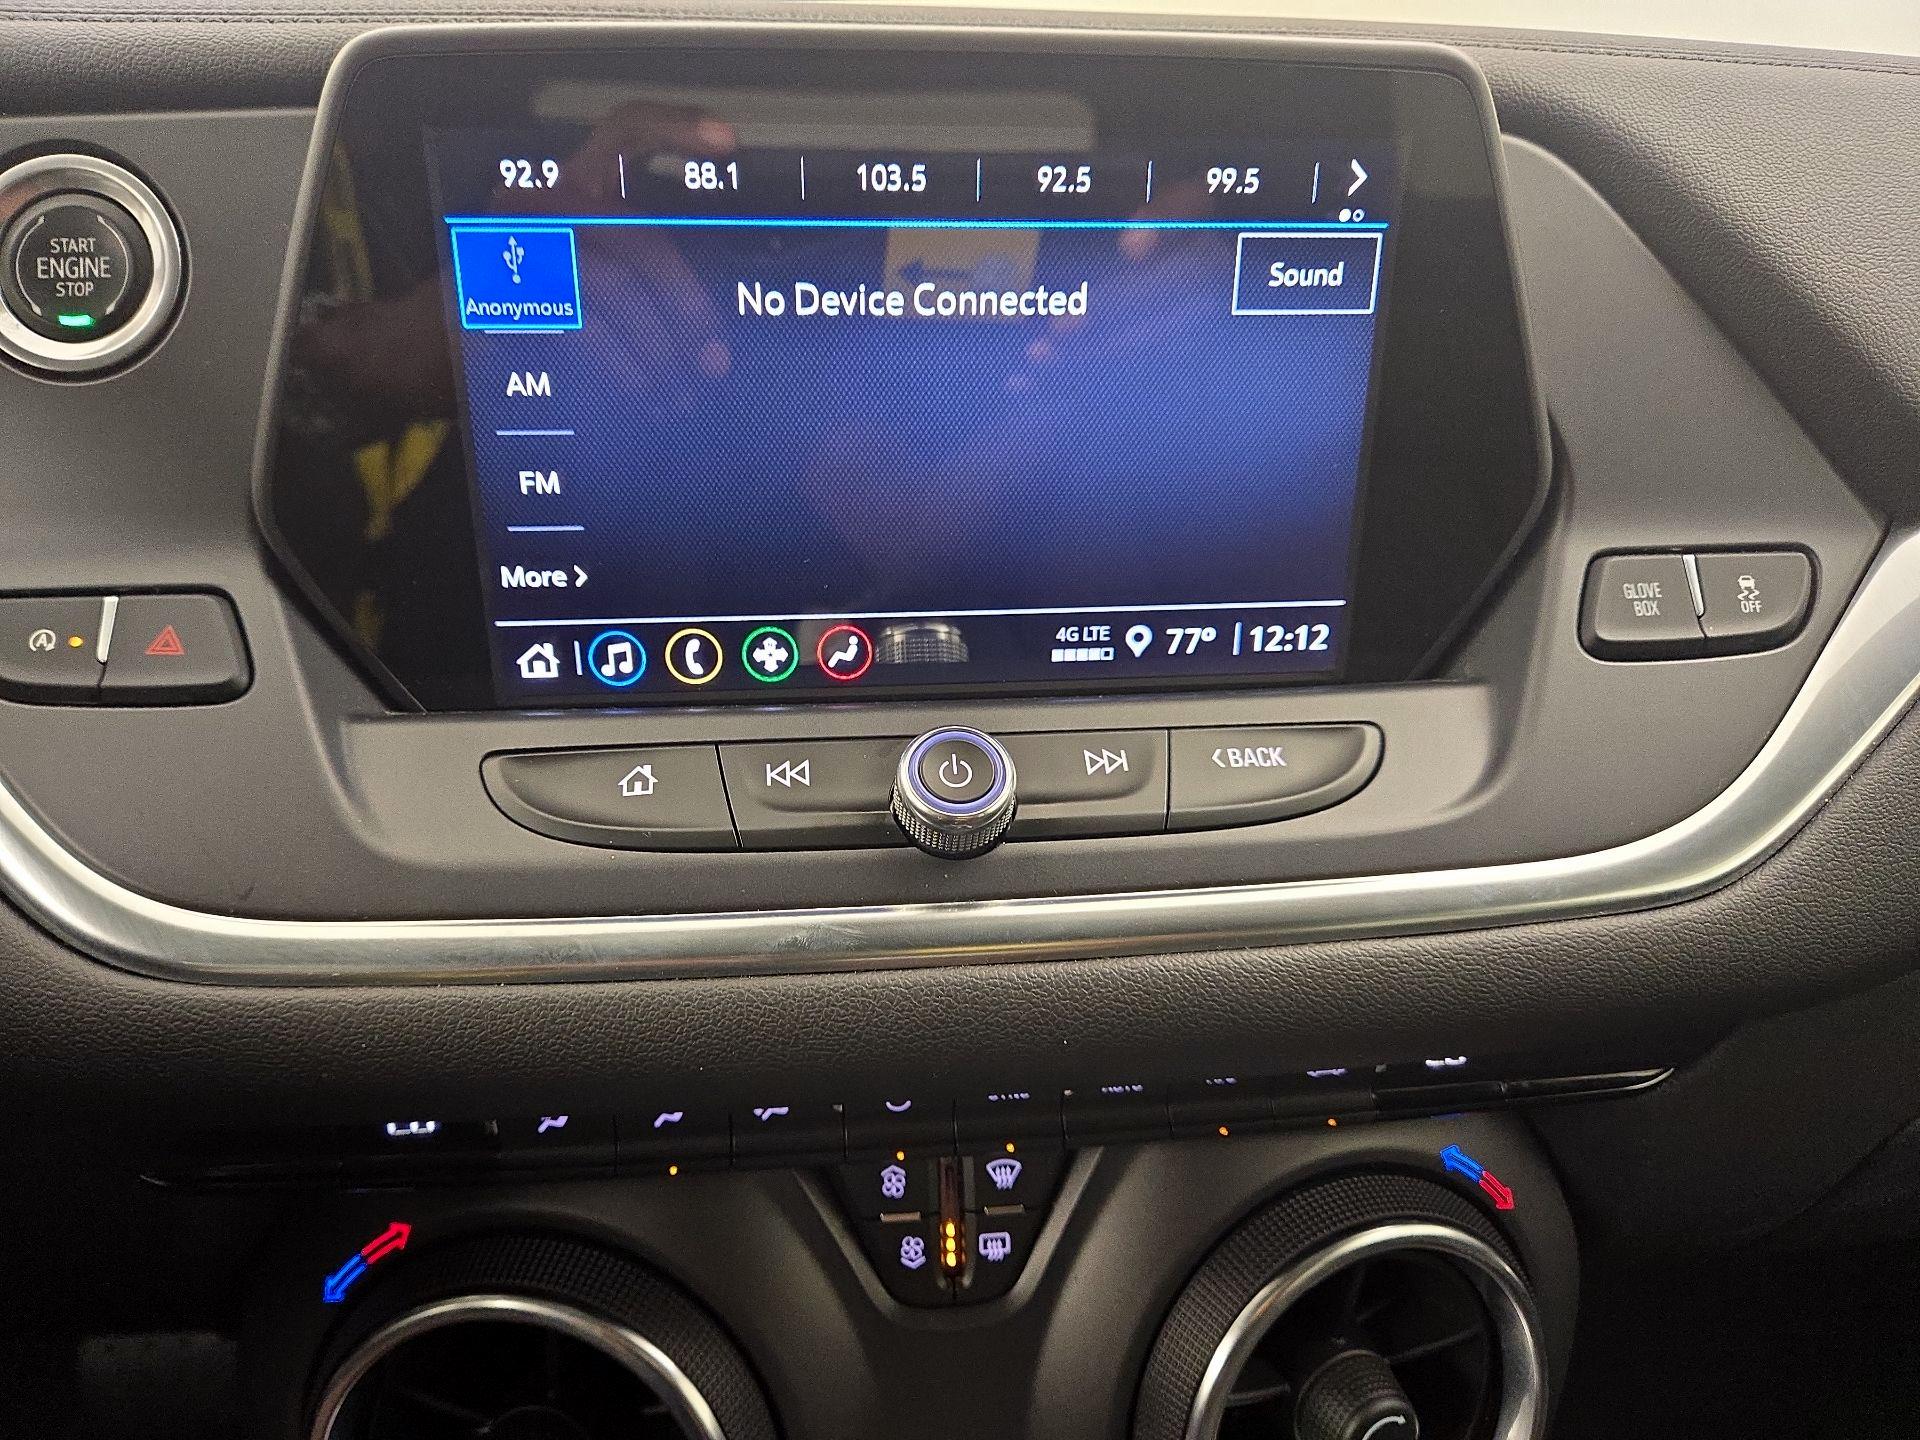 92.9 88.1 103.5 92.5 99.5
START
ENGINE
STOP
Anonymous
No Device Connected
Sound
AM
FM
More
GLOVE
BOX
OFF
A
4G LTE
77° 12:12
BACK